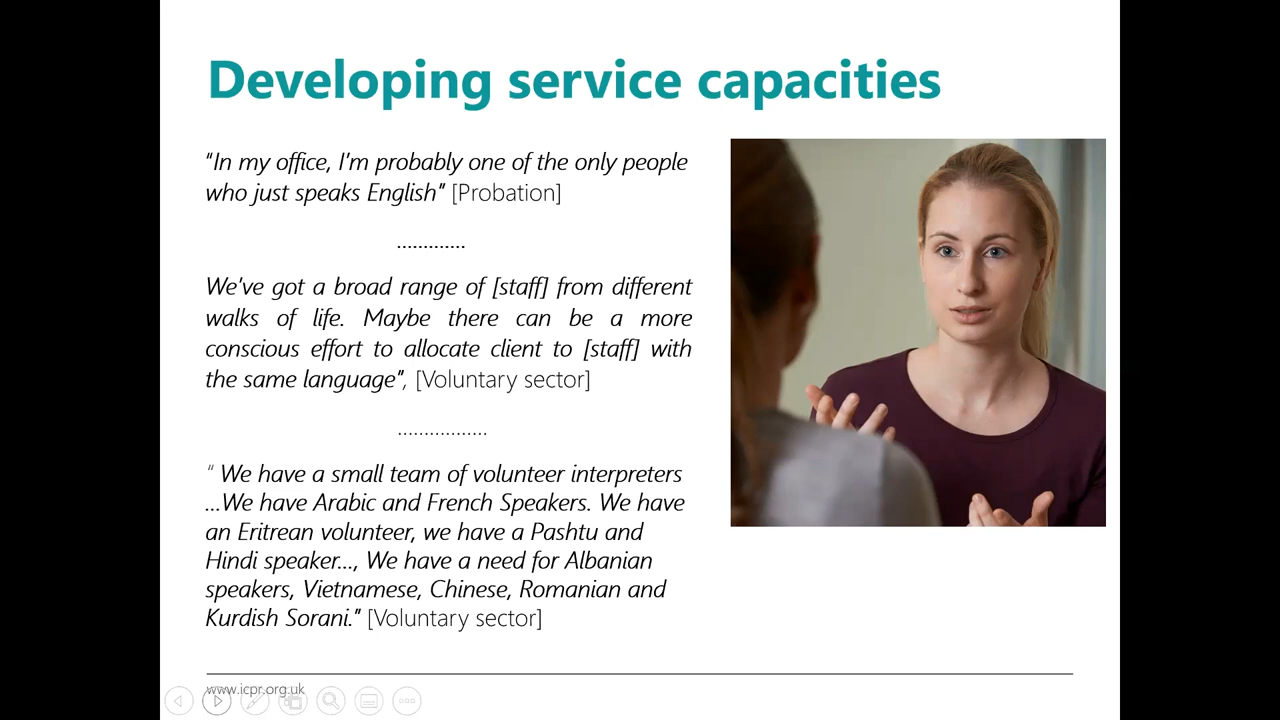 Developing service capacities
"In my office, I'm probably one of the only people
who just speaks English" [Probation]
.............
We've got a broad range of [staff] from different
walks of life. Maybe there can be a more
conscious effort to allocate client to [staff] with
the same language", [Voluntary sector]
.................
" We have a small team of volunteer interpreters
...We have Arabic and French Speakers. We have
an Eritrean volunteer, we have a Pashtu and
Hindi speaker..., We have a need for Albanian
speakers, Vietnamese, Chinese, Romanian and
Kurdish Sorani." [Voluntary sector]
www.icpr.org.uk